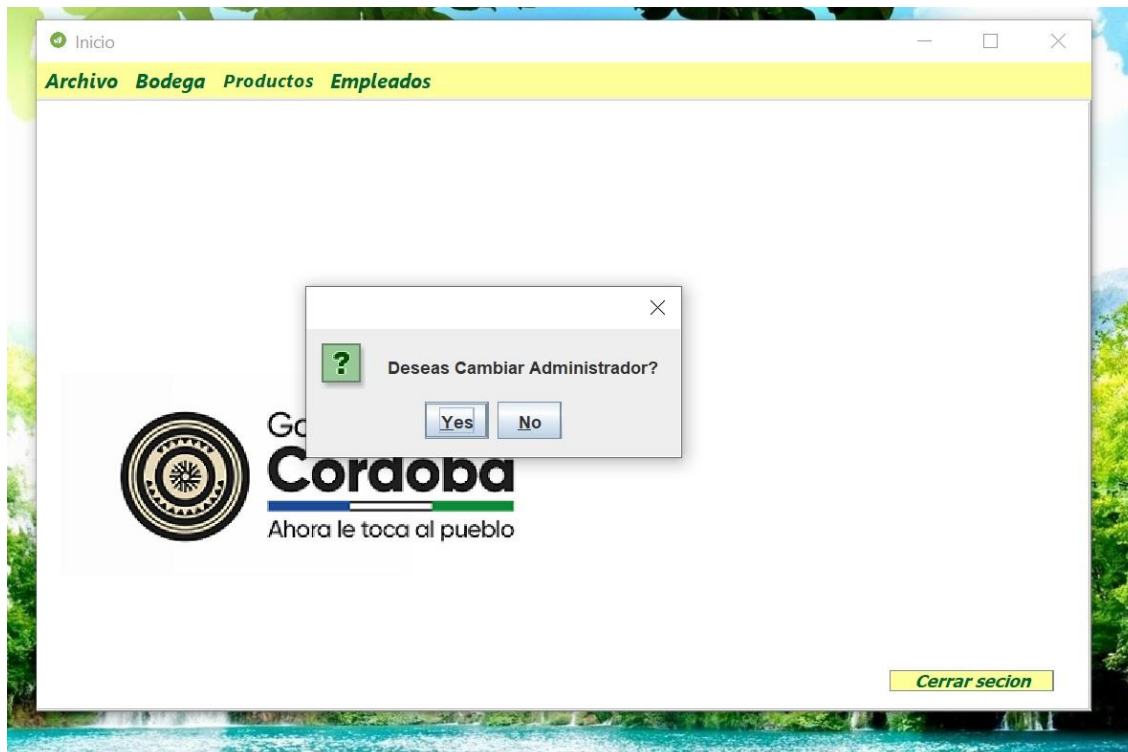 Inicio
Archivo Bodega Productos Empleados
?
Deseas Cambiar Administrador?
Yes No
Cordoba
Ahora le toca al pueblo
Cerrar secion